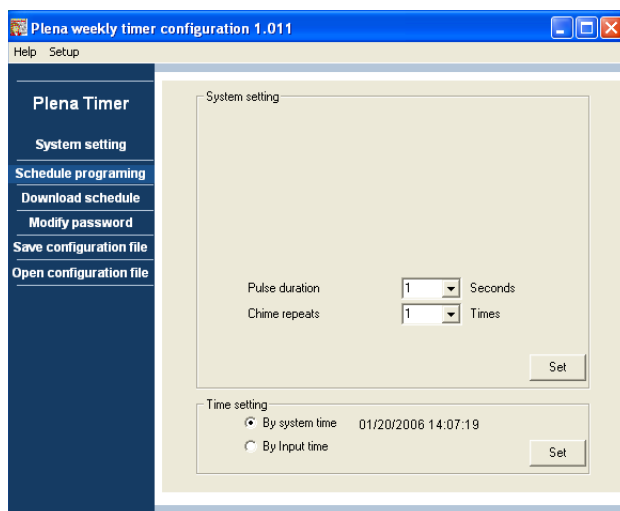 Plena weekly timer configuration 1.011
Help Setup
Plena Timer
System setting
Schedule programing
Download schedule
Modify password
Save configuration file
Open configuration file
System setting
Pulse duration 1 Seconds
Chime repeats 1 Times
Set
Time setting
By system time 01/20/2006 14:07:19
By Input time
Set